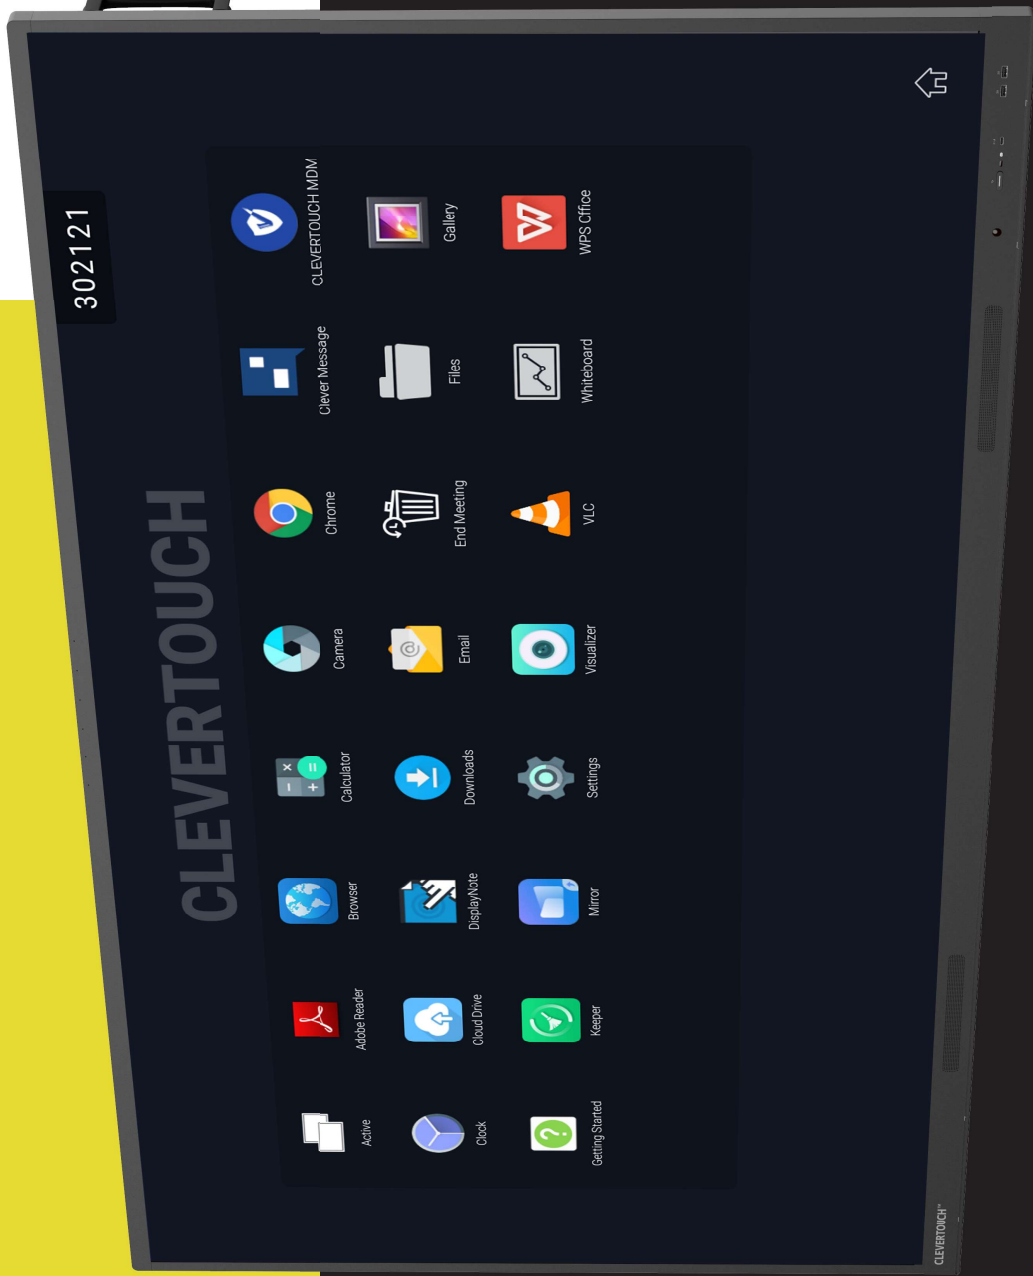 302121
CLEVERTOUCH
Active
Adobe Reader
Browser
Calculator
Camera
Chrome
Clever Message
CLEVERTOUCH MDM
Clock
Cloud Drive
DisplayNote
Downloads
Email
End Meeting
Files
Gallery
Getting Started
Keeper
Mirror
Settings
Visualizer
VLC
Whiteboard
WPS Office
CLEVERTOUCH™